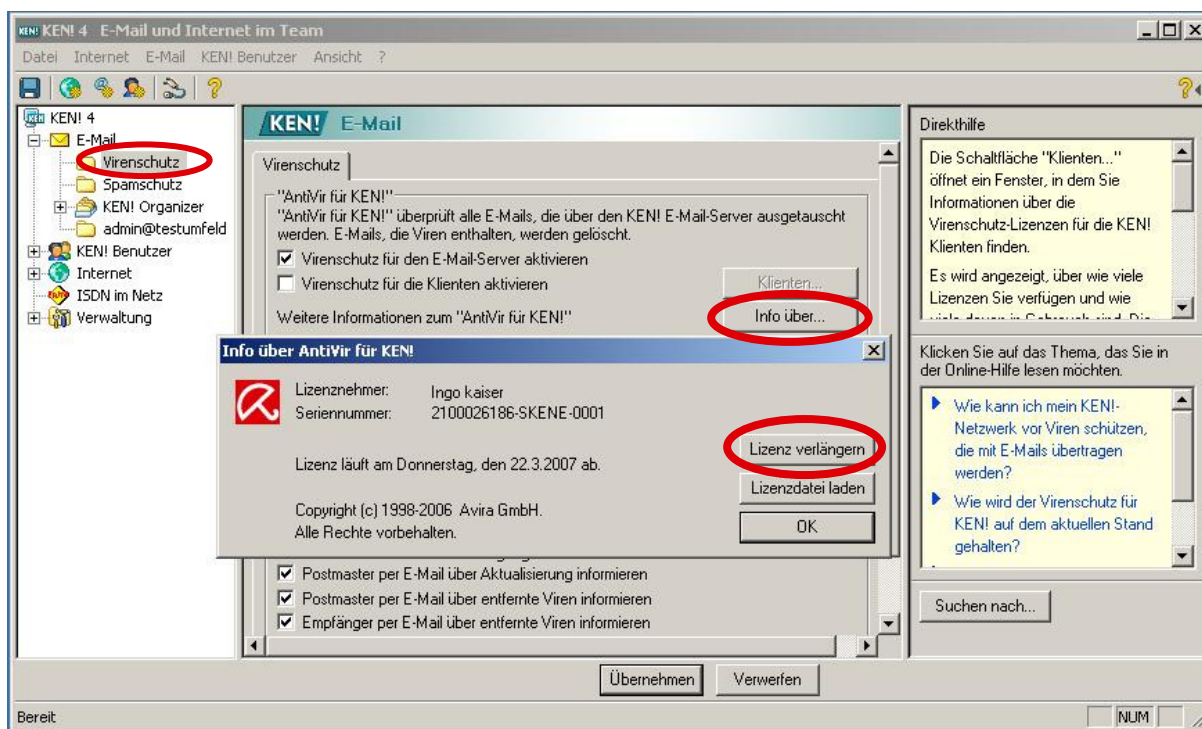 KEN! KEN! 4 E-Mail und Internet im Team
Datei Internet E-Mail KEN! Benutzer Ansicht ?
KEN! 4
E-Mail
Virenschutz
Spamschutz
KEN! Organizer
admin@testumfeld
KEN! Benutzer
Internet
ISDN im Netz
Verwaltung
KEN! E-Mail
Virenschutz
"AntiVir für KEN!"
"AntiVir für KEN!" überprüft alle E-Mails, die über den KEN! E-Mail-Server ausgetauscht
werden. E-Mails, die Viren enthalten, werden gelöscht.
Virenschutz für den E-Mail-Server aktivieren
Virenschutz für die Klienten aktivieren
Klienten...
Weitere Informationen zum "AntiVir für KEN!"
Info über...
Info über AntiVir für KEN!
Lizenznehmer: Ingo kaiser
Seriennummer: 2100026186-SKENE-0001
Lizenz läuft am Donnerstag, den 22.3.2007 ab.
Copyright (c) 1998-2006 Avira GmbH.
Alle Rechte vorbehalten.
Lizenz verlängern
Lizenzdatei laden
OK
Postmaster per E-Mail über Aktualisierung informieren
Postmaster per E-Mail über entfernte Viren informieren
Empfänger per E-Mail über entfernte Viren informieren
Übernehmen
Verwerfen
Direkthilfe
Die Schaltfläche "Klienten..."
öffnet ein Fenster, in dem Sie
Informationen über die
Virenschutz-Lizenzen für die KEN!
Klienten finden.
Es wird angezeigt, über wie viele
Lizenzen Sie verfügen und wie
Klicken Sie auf das Thema, das Sie in
der Online-Hilfe lesen möchten.
Wie kann ich mein KEN!-
Netzwerk vor Viren schützen,
die mit E-Mails übertragen
werden?
Wie wird der Virenschutz für
KEN! auf dem aktuellen Stand
gehalten?
Suchen nach...
Bereit
NUM